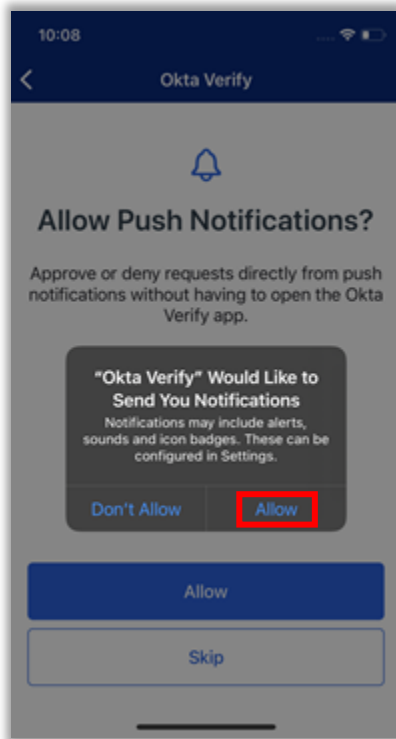 10:08
Okta Verify
Allow Push Notifications?
Approve or deny requests directly from push
notifications without having to open the Okta
Verify app.
"Okta Verify" Would Like to
Send You Notifications
Notifications may include alerts,
sounds and icon badges. These can be
configured in Settings.
Don't Allow
Allow
Allow
Skip